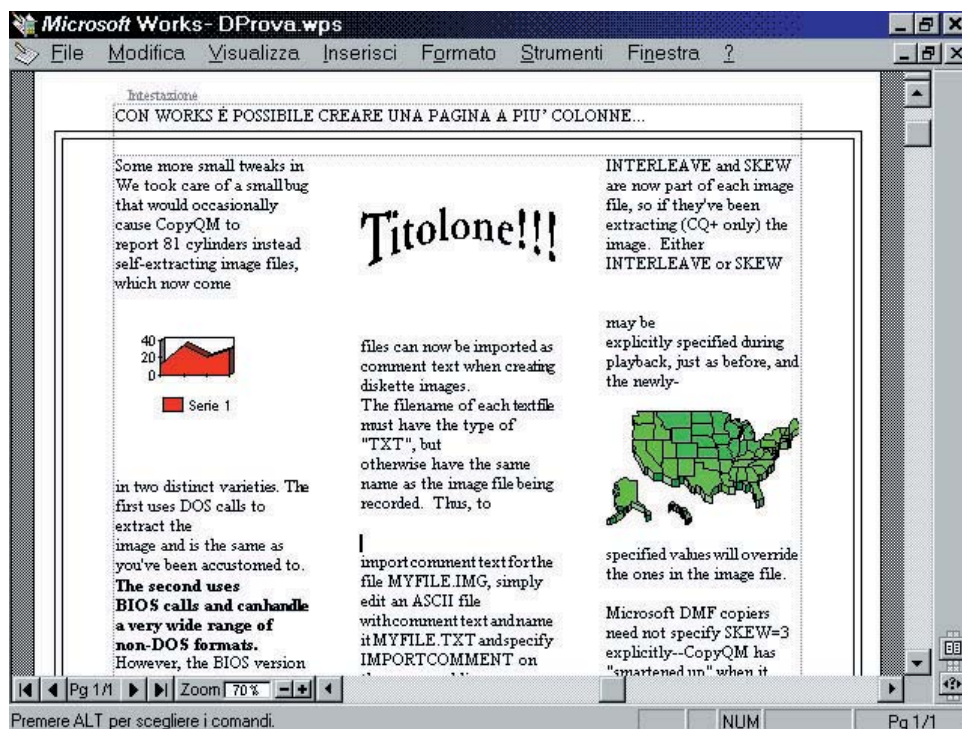 Microsoft Works - DProva.wps
File Modifica Visualizza Inserisci Formato Strumenti Finestra ?
Intestazione
CON WORKS É POSSIBILE CREARE UNA PAGINA A PIU' COLONNE...
Some more small tweaks in
We took care of a small bug
that would occasionally
cause CopyQM to
report 81 cylinders instead
self-extracting image files,
which now come
40
20
0
Serie 1
in two distinct varieties. The
first uses DOS calls to
extract the
image and is the same as
you've been accustomed to.
The second uses
BIOS calls and can handle
a very wide range of
non-DOS formats.
However, the BIOS version
Titolone!!!
files can now be imported as
comment text when creating
diskette images.
The filename of each textfile
must have the type of
"TXT", but
otherwise have the same
name as the image file being
recorded. Thus, to
import comment text for the
file MYFILE.IMG, simply
edit an ASCII file
with comment text and name
it MYFILE.TXT and specify
IMPORTCOMMENT on
INTERLEAVE and SKEW
are now part of each image
file, so if they've been
extracting (CQ+ only) the
image. Either
INTERLEAVE or SKEW
may be
explicitly specified during
playback, just as before, and
the newly-
specified values will override
the ones in the image file.
Microsoft DMF copiers
need not specify SKEW=3
explicitly--CopyQM has
"smartened up" when it
Pg 1/1 Zoom 70%
Premere ALT per scegliere i comandi. NUM Pg 1/1